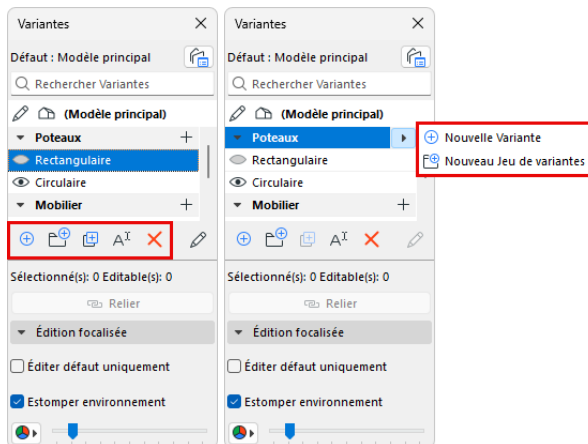 Variantes
Défaut : Modèle principal
Rechercher Variantes
(Modèle principal)
Poteaux
Rectangulaire
Circulaire
Mobilier
Sélectionné(s): 0 Editable(s): 0
Relier
Édition focalisée
Éditer défaut uniquement
Estomper environnement
Variantes
Défaut : Modèle principal
Rechercher Variantes
(Modèle principal)
Poteaux
Rectangulaire
Circulaire
Mobilier
Sélectionné(s): 0 Editable(s): 0
Relier
Édition focalisée
Éditer défaut uniquement
Estomper environnement
Nouvelle Variante
Nouveau Jeu de variantes